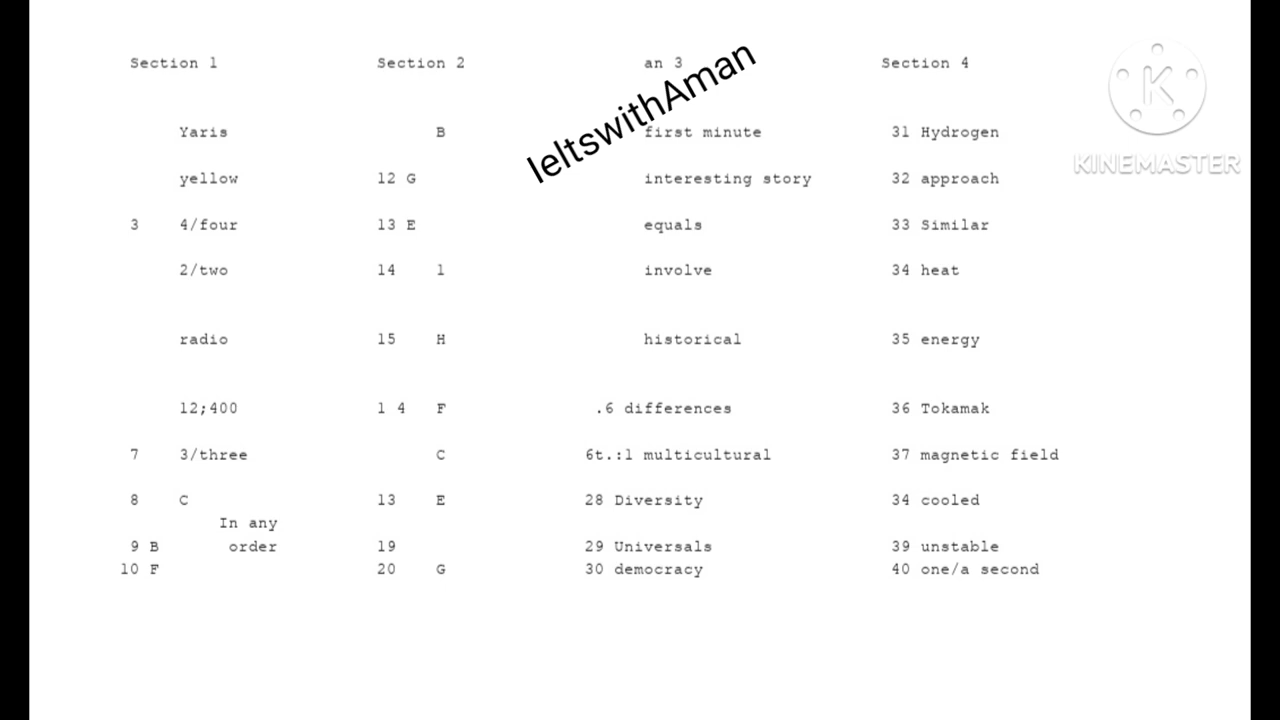 Section 1 Section 2 an 3 Section 4
IeltswithAman
KINEMASTER
Yaris B first minute 31 Hydrogen
yellow 12 G interesting story 32 approach
3 4/four 13 E equals 33 Similar
2/two 14 l involve 34 heat
radio 15 H historical 35 energy
12;400 1 4 F .6 differences 36 Tokamak
7 3/three C 6t.:l multicultural 37 magnetic field
8 C 13 E 28 Diversity 34 cooled
In any
9 B order 19 29 Universals 39 unstable
10 F 20 G 30 democracy 40 one/a second